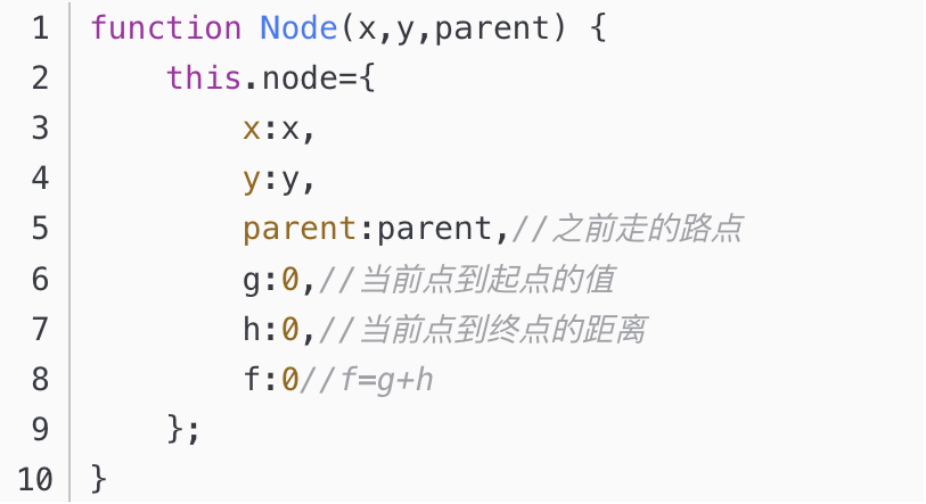 1 function Node(x,y,parent) {
2     this.node={
3         x:x,
4         y:y,
5         parent:parent,//之前走的路点
6         g:0,//当前点到起点的值
7         h:0,//当前点到终点的距离
8         f:0//f=g+h
9     };
10 }